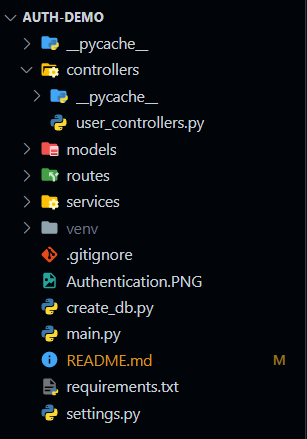 AUTH-DEMO
__pycache__
controllers
__pycache__
user_controllers.py
models
routes
services
venv
.gitignore
Authentication.PNG
create_db.py
main.py
README.md M
requirements.txt
settings.py